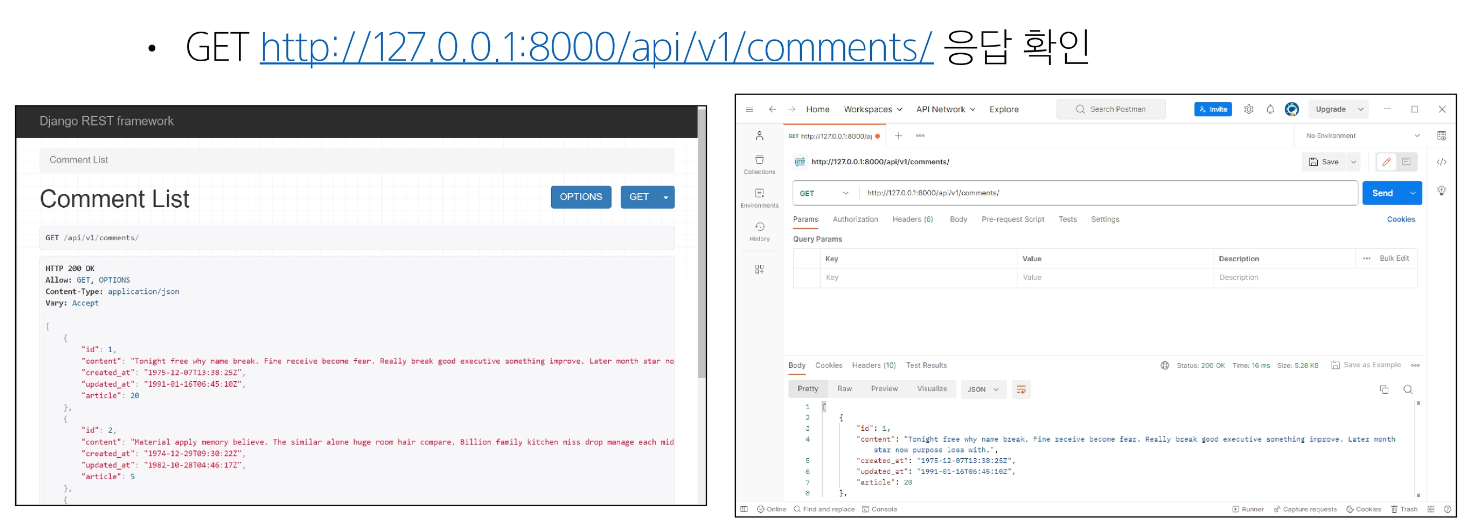 • GET http://127.0.0.1:8000/api/v1/comments/ 응답 확인
Django REST framework
Comment List
Comment List
OPTIONS
GET
GET /api/v1/comments/
HTTP 200 OK
Allow: GET, OPTIONS
Content-Type: application/json
Vary: Accept
[
{
"id": 1,
"content": "Tonight free why name break. Fine receive become fear. Really break good executive something improve. Later month star no
"created_at": "1975-12-07T13:38:25Z",
"updated_at": "1991-01-16T06:45:10Z",
"article": 20
},
{
"id": 2,
"content": "Material apply memory believe. The similar alone huge room hair compare. Billion family kitchen miss drop manage each mid
"created_at": "1974-12-29T09:30:22Z",
"updated_at": "1982-10-28T04:46:17Z",
"article": 5
},
{
Home Workspaces API Network Explore Search Postman Invite Upgrade
GET http://127.0.0.1:8000/ap No Environment
http://127.0.0.1:8000/api/v1/comments/ Save
Collections
Environments
History
GET http://127.0.0.1:8000/api/v1/comments/ Send
Params Authorization Headers (6) Body Pre-request Script Tests Settings Cookies
Query Params
Key Value Description Bulk Edit
Key Value Description
Body Cookies Headers (10) Test Results Status: 200 OK Time: 16 ms Size: 5.28 KB Save as Example
Pretty Raw Preview Visualize JSON
1 [
2 {
3 "id": 1,
4 "content": "Tonight free why name break. Fine receive become fear. Really break good executive something improve. Later month
star now purpose loss with.",
5 "created_at": "1975-12-07T13:38:25Z",
6 "updated_at": "1991-01-16T06:45:10Z",
7 "article": 20
8 },
Online Find and replace Console Runner Capture requests Cookies Trash